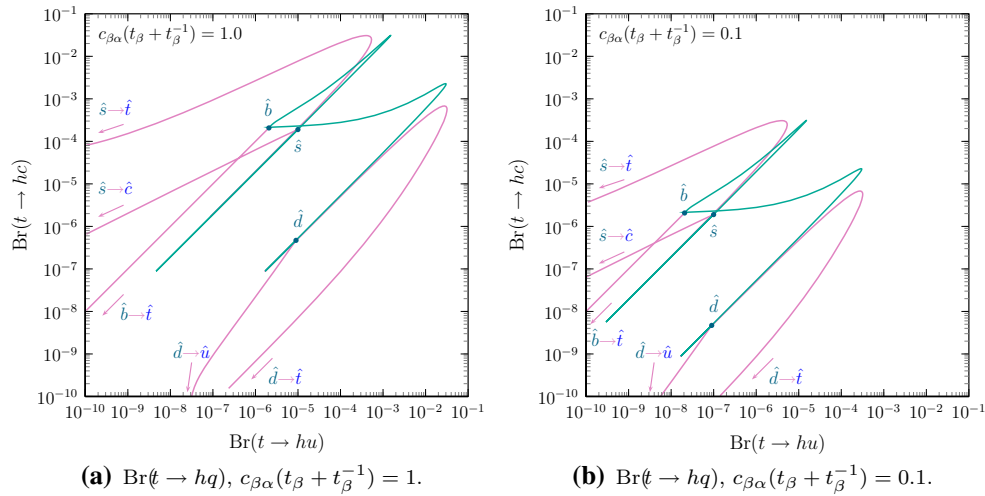 c_{βα}(t_β + t_β^{-1}) = 1.0
10^{-1}
10^{-2}
10^{-3}
10^{-4}
10^{-5}
10^{-6}
10^{-7}
10^{-8}
10^{-9}
10^{-10}
Br(t → hc)
ŝ→t̂
ŝ→ĉ
b̂
ŝ
d̂
b̂→t̂
d̂→û
d̂→t̂
10^{-10} 10^{-9} 10^{-8} 10^{-7} 10^{-6} 10^{-5} 10^{-4} 10^{-3} 10^{-2} 10^{-1}
Br(t → hu)
(a) Br(t → hq), c_{βα}(t_β + t_β^{-1}) = 1.
c_{βα}(t_β + t_β^{-1}) = 0.1
10^{-1}
10^{-2}
10^{-3}
10^{-4}
10^{-5}
10^{-6}
10^{-7}
10^{-8}
10^{-9}
10^{-10}
Br(t → hc)
ŝ→t̂
ŝ→ĉ
b̂
ŝ
d̂
b̂→t̂
d̂→û
d̂→t̂
10^{-10} 10^{-9} 10^{-8} 10^{-7} 10^{-6} 10^{-5} 10^{-4} 10^{-3} 10^{-2} 10^{-1}
Br(t → hu)
(b) Br(t → hq), c_{βα}(t_β + t_β^{-1}) = 0.1.